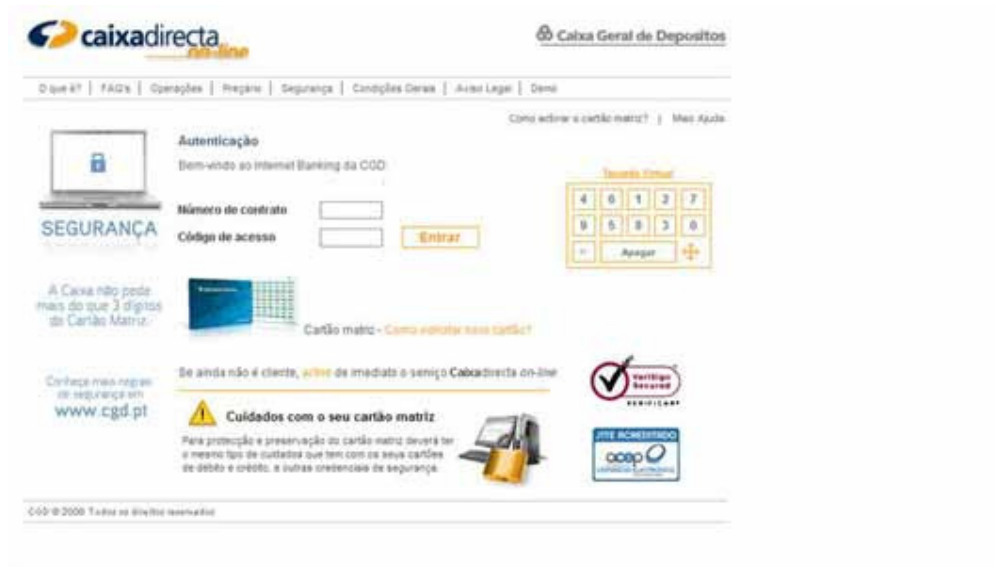 caixadirecta
on-line
Caixa Geral de Depositos
O que é? | FAQ's | Operações | Preçário | Segurança | Condições Gerais | Aviso Legal | Demo
Como activar o cartão matriz? | Mais Ajuda
Autenticação
Bem-vindo ao Internet Banking da CGD
Teclado Virtual
4 6 1 2 7
Número de contrato
9 5 8 3 0
SEGURANÇA
Código de acesso
Entrar
Apagar
A Caixa não pede
mais do que 3 dígitos
do Cartão Matriz.
Cartão matriz - Como solicitar novo cartão?
Se ainda não é cliente, active de imediato o serviço Caixadirecta on-line
Conheça mais regras
de segurança em
www.cgd.pt
VeriSign
Secured
Cuidados com o seu cartão matriz
Para protecção e preservação do cartão matriz deverá ter
o mesmo tipo de cuidados que tem com os seus cartões
de débito e crédito, e outras credenciais de segurança.
acep
CGD © Todos os direitos reservados